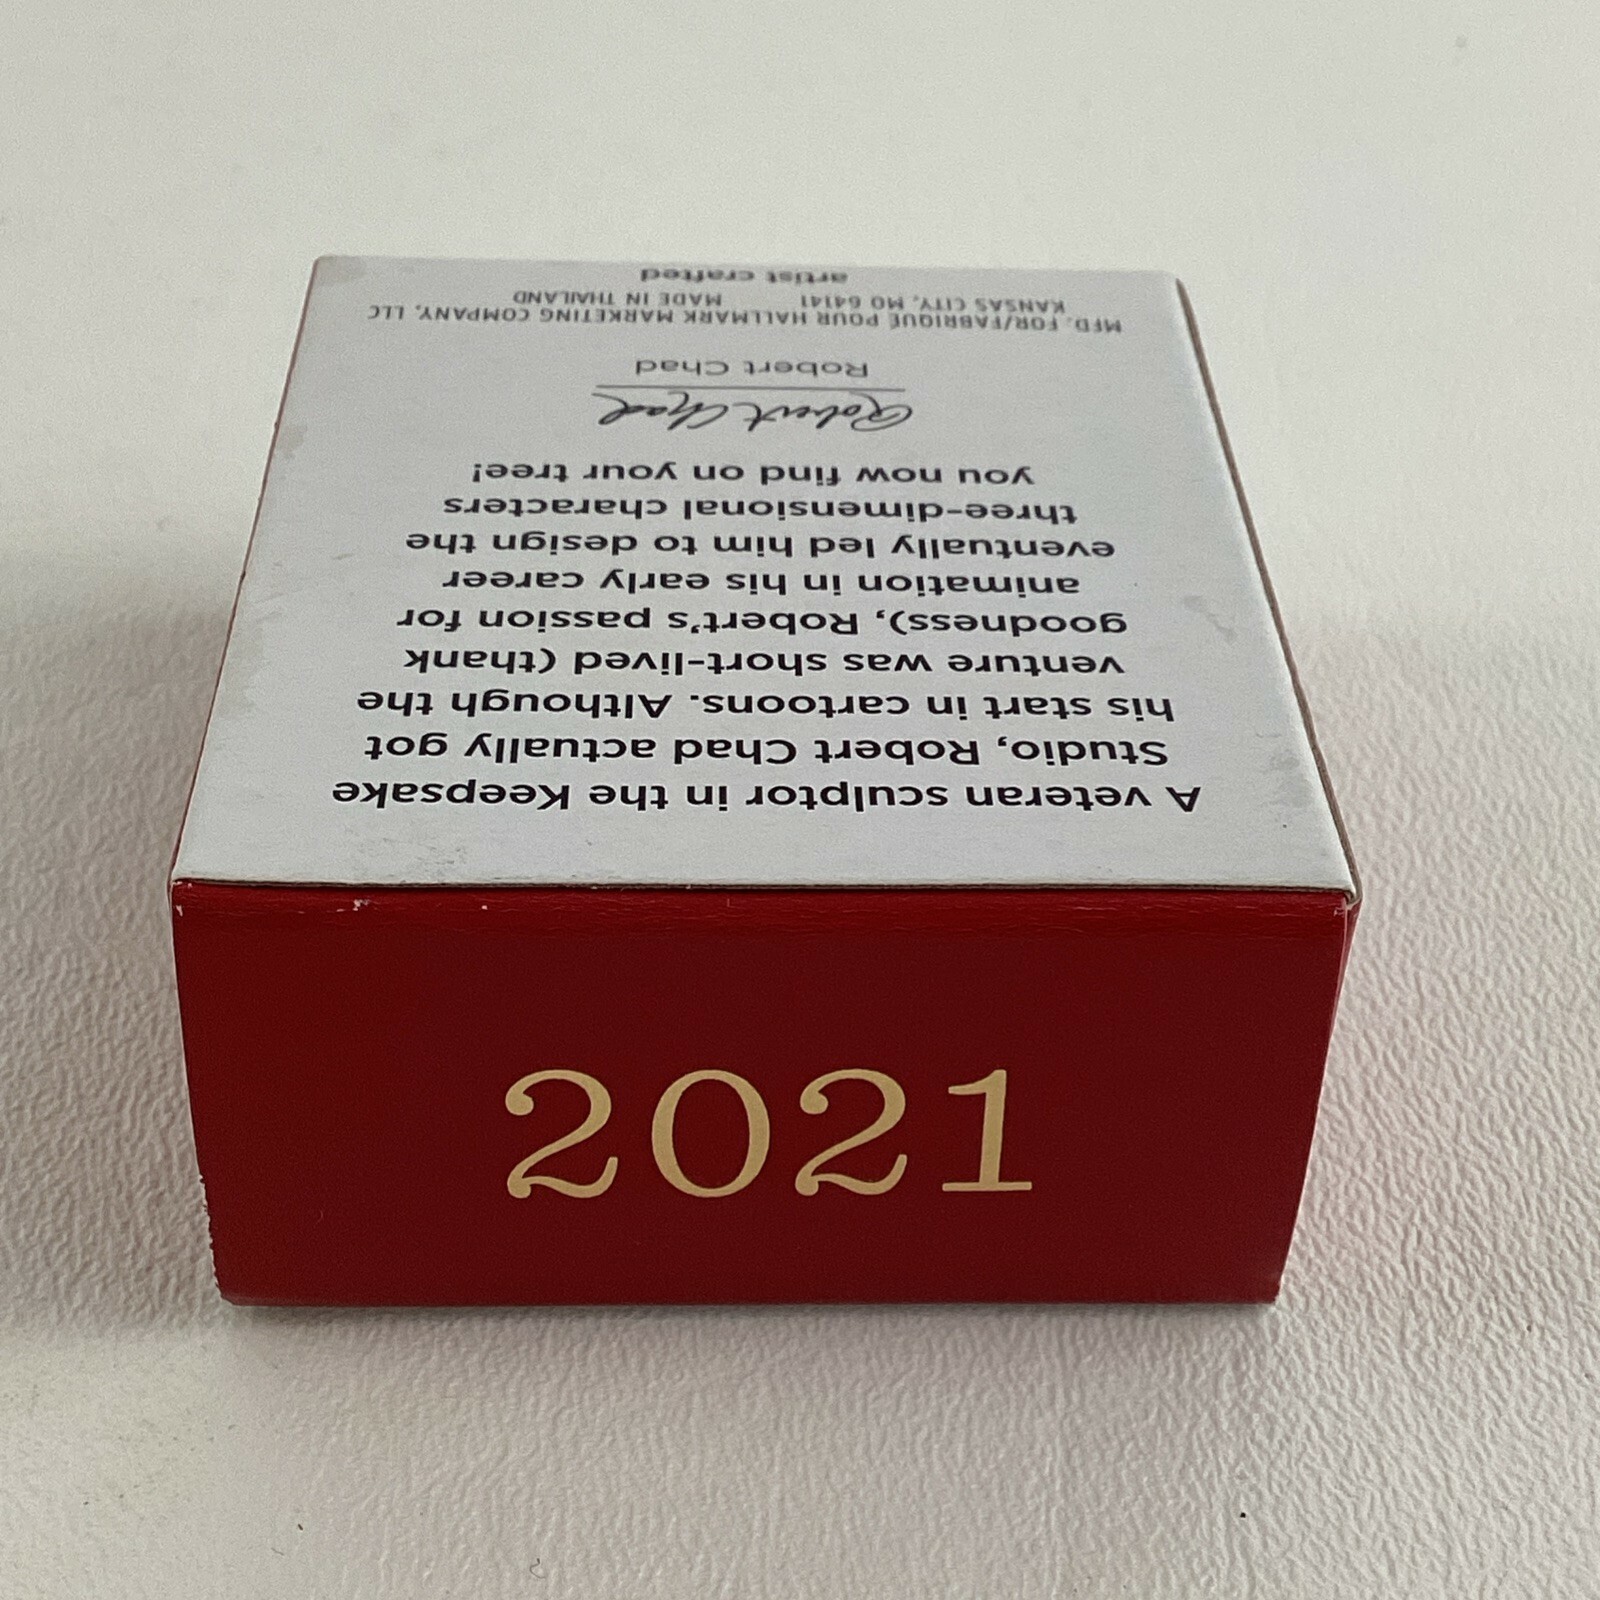 A veteran sculptor in the Keepsake
Studio, Robert Chad actually got
his start in cartoons. Although the
venture was short-lived (thank
goodness), Robert's passion for
animation in his early career
eventually led him to design the
three-dimensional characters
you now find on your tree!
Robert Chad
Robert Chad
MFD. FOR/FABRIQUÉ POUR HALLMARK MARKETING COMPANY, LLC
KANSAS CITY, MO 64141 MADE IN THAILAND
artist crafted
2021